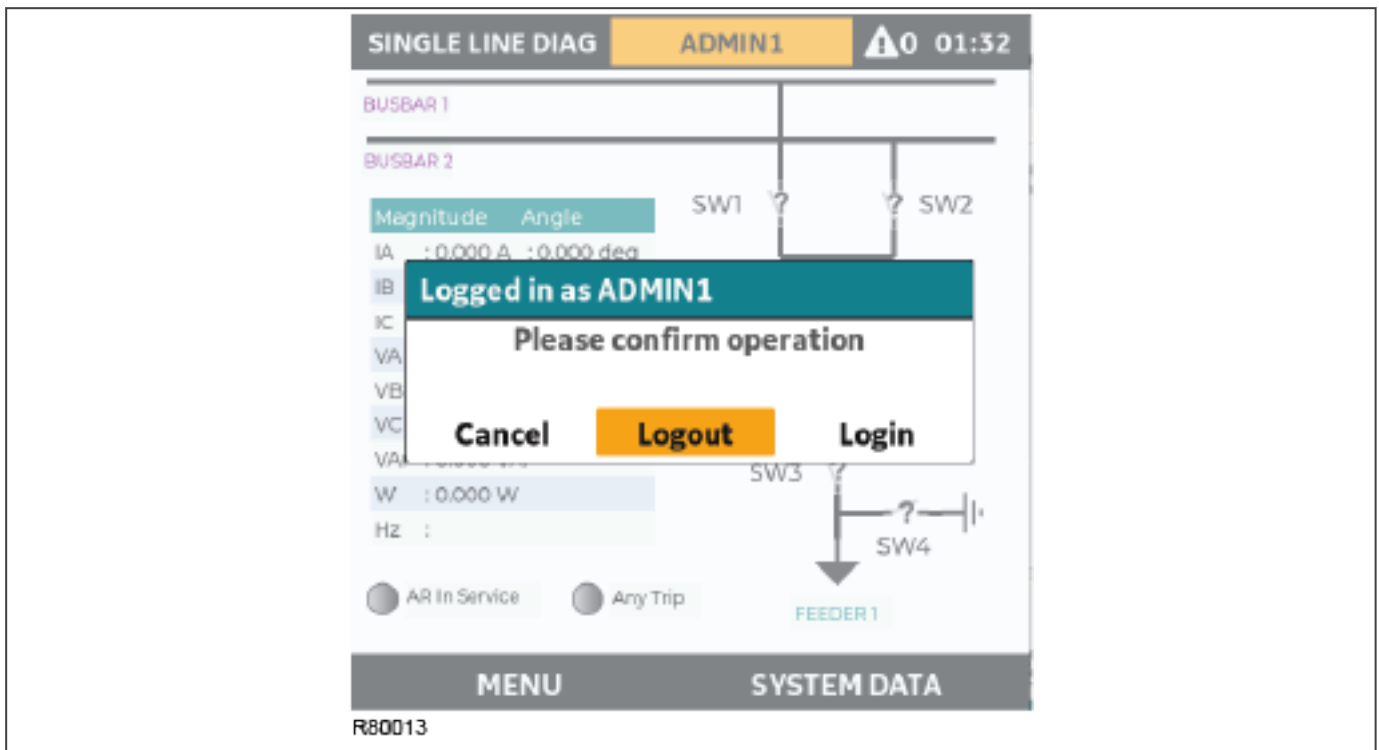 SINGLE LINE DIAG ADMIN1 0 01:32
BUSBAR 1
BUSBAR 2
SW1 ? ? SW2
Magnitude Angle
IA : 0.000 A : 0.000 deg
IB
IC
VA
VB
VC
Logged in as ADMIN1
Please confirm operation
Cancel Logout Login
SW3 ?
W : 0.000 W
?
Hz :
SW4
AR In Service Any Trip
FEEDER 1
MENU SYSTEM DATA
R80013